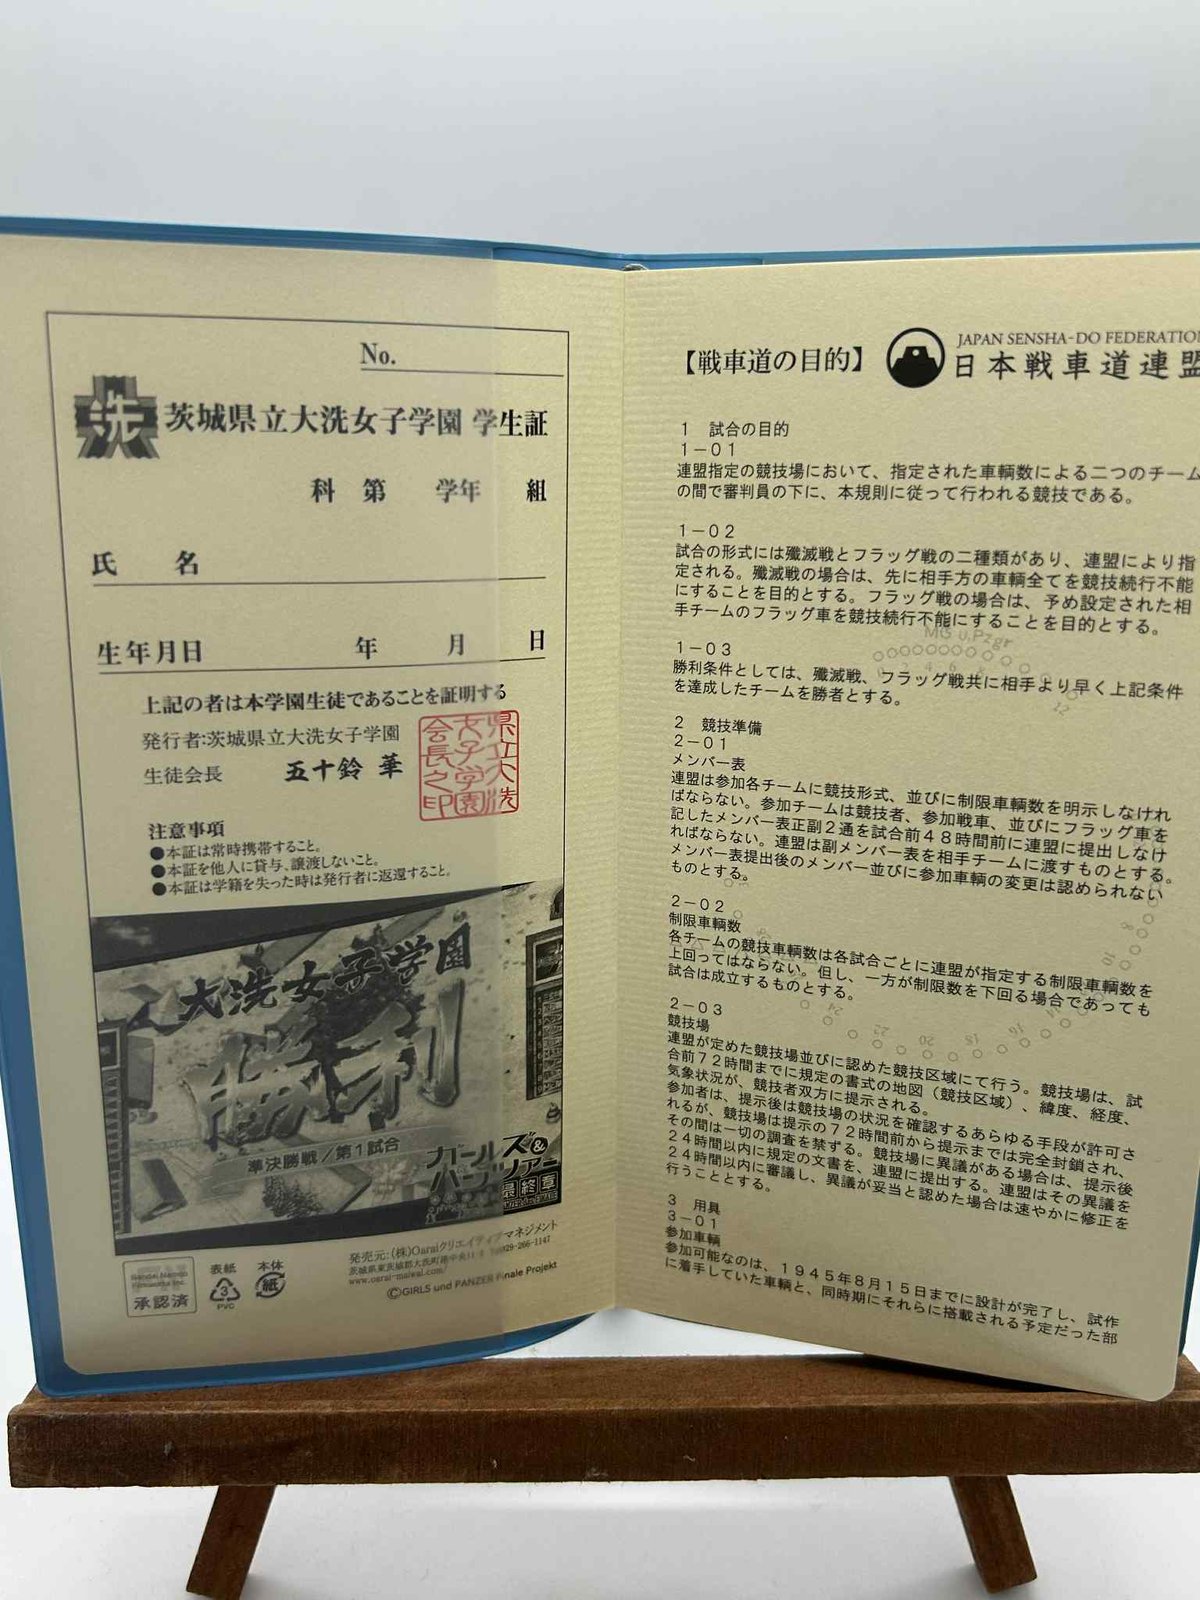 No.
茨城県立大洗女子学園 学生証
科 第 学年 組
氏 名
生年月日 年 月 日
上記の者は本学園生徒であることを証明する
発行者:茨城県立大洗女子学園
生徒会長 五十鈴 華
県立大洗
女子学園
会長之印
注意事項
●本証は常時携帯すること。
●本証を他人に貸与、譲渡しないこと。
●本証は学籍を失った時は発行者に返還すること。
大洗女子学園
勝利
準決勝戦/第1試合
ガールズ&
パンツァー
最終章
発売元:(株)Oaraiクリエイティブマネジメント
茨城県東茨城郡大洗町港中央11-2 029-266-1147
www.oarai-maiwai.com/
©GIRLS und PANZER Finale Projekt
Bandai Namco
Filmworks Inc.
承認済
表紙
3
PVC
本体
紙
【戦車道の目的】
JAPAN SENSHA-DO FEDERATIO
日本戦車道連盟
1 試合の目的
1-01
連盟指定の競技場において、指定された車輌数による二つのチーム
の間で審判員の下に、本規則に従って行われる競技である。
1-02
試合の形式には殲滅戦とフラッグ戦の二種類があり、連盟により指
定される。殲滅戦の場合は、先に相手方の車輌全てを競技続行不能
にすることを目的とする。フラッグ戦の場合は、予め設定された相
手チームのフラッグ車を競技続行不能にすることを目的とする。
MG u.Pzgr
1-03
勝利条件としては、殲滅戦、フラッグ戦共に相手より早く上記条件
を達成したチームを勝者とする。
2 競技準備
2-01
メンバー表
連盟は参加各チームに競技形式、並びに制限車輌数を明示しなけれ
ばならない。参加チームは競技者、参加戦車、並びにフラッグ車を
記したメンバー表正副2通を試合前48時間前に連盟に提出しなけ
ればならない。連盟は副メンバー表を相手チームに渡すものとする。
メンバー表提出後のメンバー並びに参加車輌の変更は認められない
ものとする。
2-02
制限車輌数
各チームの競技車輌数は各試合ごとに連盟が指定する制限車輌数を
上回ってはならない。但し、一方が制限数を下回る場合であっても
試合は成立するものとする。
2-03
競技場
連盟が定めた競技場並びに認めた競技区域にて行う。競技場は、試
合前72時間までに規定の書式の地図（競技区域）、緯度、経度、
気象状況が、競技者双方に提示される。
参加者は、提示後は競技場の状況を確認するあらゆる手段が許可さ
れるが、競技場は提示の72時間前から提示までは完全封鎖され、
その間は一切の調査を禁ずる。競技場に異議がある場合は、提示後
24時間以内に規定の文書を、連盟に提出する。連盟はその異議を
24時間以内に審議し、異議が妥当と認めた場合は速やかに修正を
行うこととする。
3 用具
3-01
参加車輌
参加可能なのは、1945年8月15日までに設計が完了し、試作
に着手していた車輌と、同時期にそれらに搭載される予定だった部